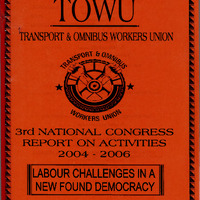 TOWU
TRANSPORT & OMNIBUS WORKERS UNION
TRANSPORT & OMNIBUS
WORKERS UNION
3rd NATIONAL CONGRESS
REPORT ON ACTIVITIES
2004 - 2006
LABOUR CHALLENGES IN A
NEW FOUND DEMOCRACY